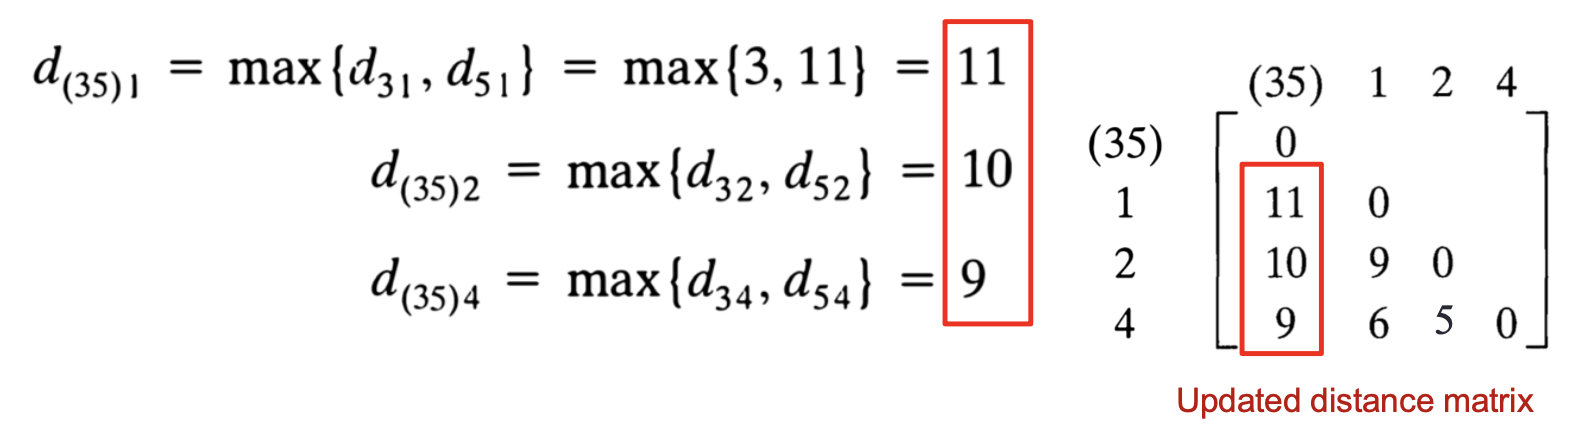 d(35)1 = max{d31, d51} = max{3, 11} = 11
d(35)2 = max{d32, d52} = 10
d(35)4 = max{d34, d54} = 9
(35) 1 2 4
(35) 0
1 11 0
2 10 9 0
4 9 6 5 0
Updated distance matrix